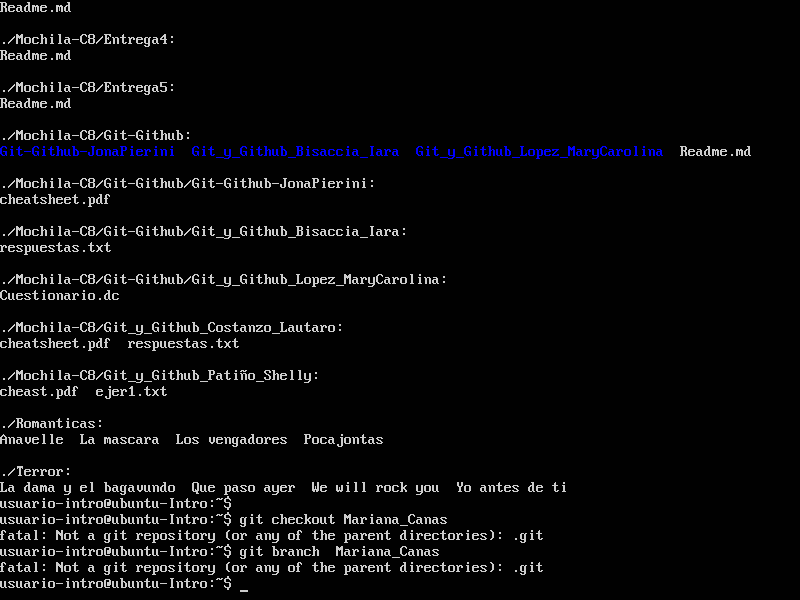 Readme.md
./Mochila-C8/Entrega4:
Readme.md
./Mochila-C8/Entrega5:
Readme.md
./Mochila-C8/Git-Github:
Git-Github-JonaPierini  Git_y_Github_Bisaccia_Iara  Git_y_Github_Lopez_MaryCarolina  Readme.md
./Mochila-C8/Git-Github/Git-Github-JonaPierini:
cheatsheet.pdf
./Mochila-C8/Git-Github/Git_y_Github_Bisaccia_Iara:
respuestas.txt
./Mochila-C8/Git-Github/Git_y_Github_Lopez_MaryCarolina:
Cuestionario.dc
./Mochila-C8/Git_y_Github_Costanzo_Lautaro:
cheatsheet.pdf  respuestas.txt
./Mochila-C8/Git_y_Github_Patiño_Shelly:
cheast.pdf  ejer1.txt
./Romanticas:
Anavelle  La mascara  Los vengadores  Pocajontas
./Terror:
La dama y el bagavundo  Que paso ayer  We will rock you  Yo antes de ti
usuario-intro@ubuntu-Intro:~$
usuario-intro@ubuntu-Intro:~$ git checkout Mariana_Canas
fatal: Not a git repository (or any of the parent directories): .git
usuario-intro@ubuntu-Intro:~$ git branch  Mariana_Canas
fatal: Not a git repository (or any of the parent directories): .git
usuario-intro@ubuntu-Intro:~$ _